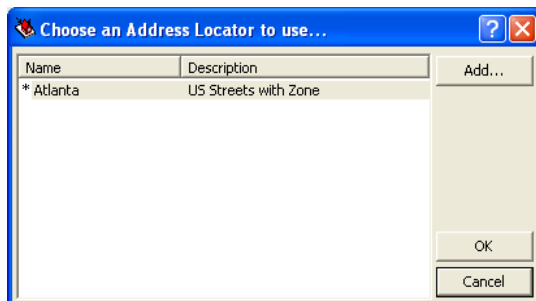 Choose an Address Locator to use...
Name Description Add...
* Atlanta US Streets with Zone
OK
Cancel